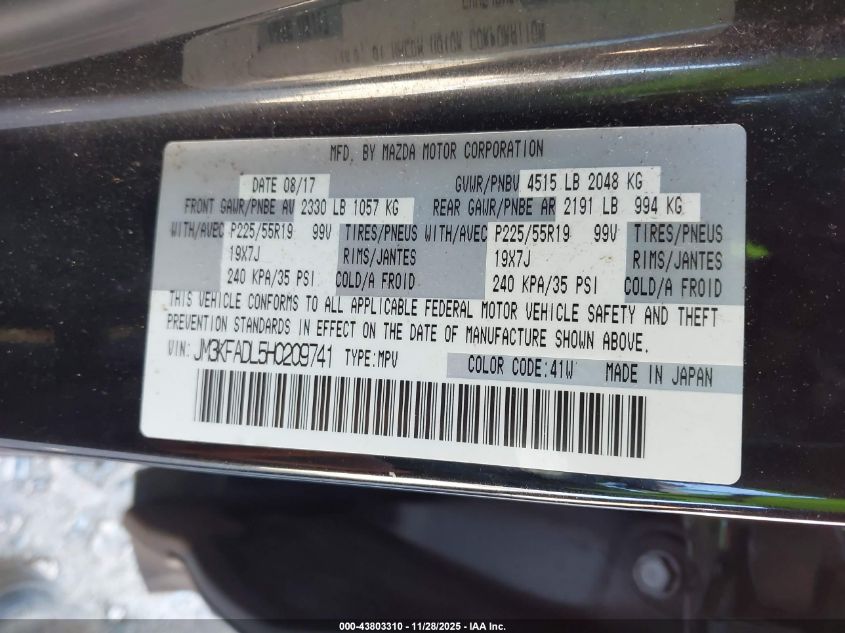 MFD. BY MAZDA MOTOR CORPORATION
DATE 08/17 GVWR/PNBV 4515 LB 2048 KG
FRONT GAWR/PNBE AV 2330 LB 1057 KG REAR GAWR/PNBE AR 2191 LB 994 KG
WITH/AVEC P225/55R19 99V TIRES/PNEUS WITH/AVEC P225/55R19 99V TIRES/PNEUS
19X7J RIMS/JANTES 19X7J RIMS/JANTES
240 KPA/35 PSI COLD/A FROID 240 KPA/35 PSI COLD/A FROID
THIS VEHICLE CONFORMS TO ALL APPLICABLE FEDERAL MOTOR VEHICLE SAFETY AND THEFT
PREVENTION STANDARDS IN EFFECT ON THE DATE OF MANUFACTURE SHOWN ABOVE.
VIN: JM3KFADL5H0209741 TYPE:MPV COLOR CODE:41W MADE IN JAPAN
000-43803310 - 11/28/2025 - IAA Inc.